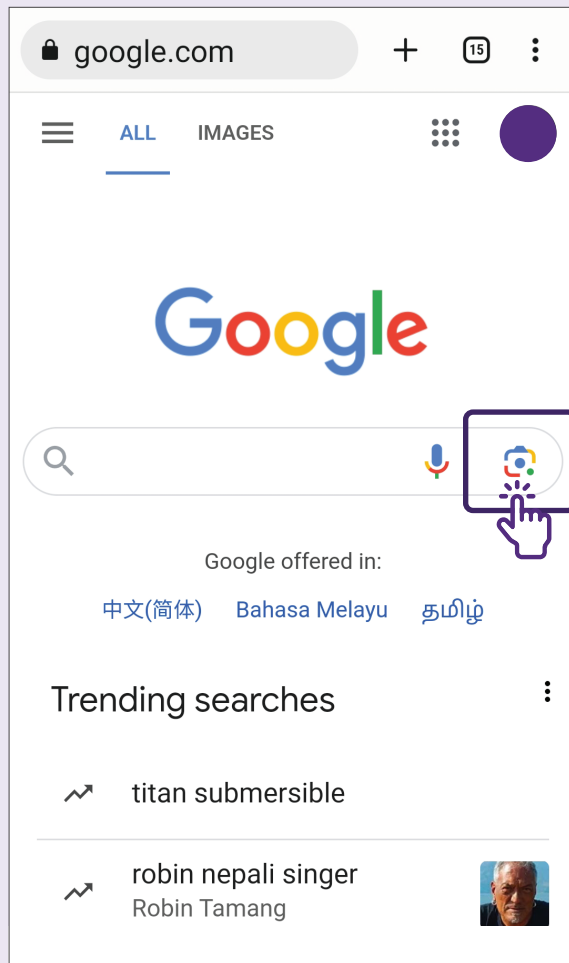 google.com
15
ALL IMAGES
Google
Google offered in:
中文(简体) Bahasa Melayu தமிழ்
Trending searches
titan submersible
robin nepali singer
Robin Tamang